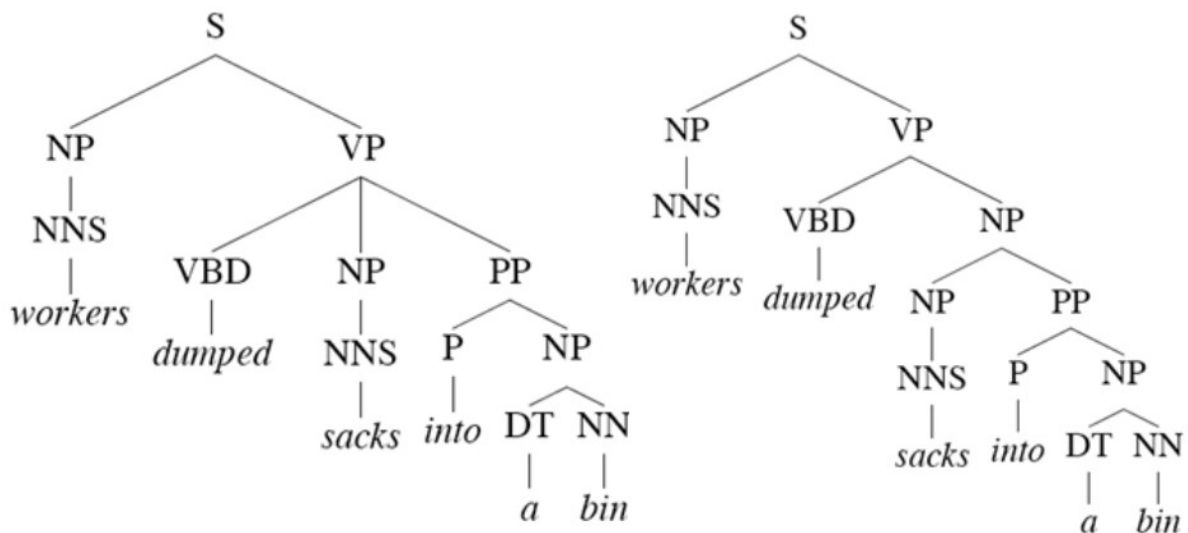 S
NP VP
NNS
VBD NP PP
workers
dumped NNS P NP
sacks into DT NN
a bin
S
NP VP
NNS VBD NP
workers dumped NP PP
NNS P NP
sacks into DT NN
a bin